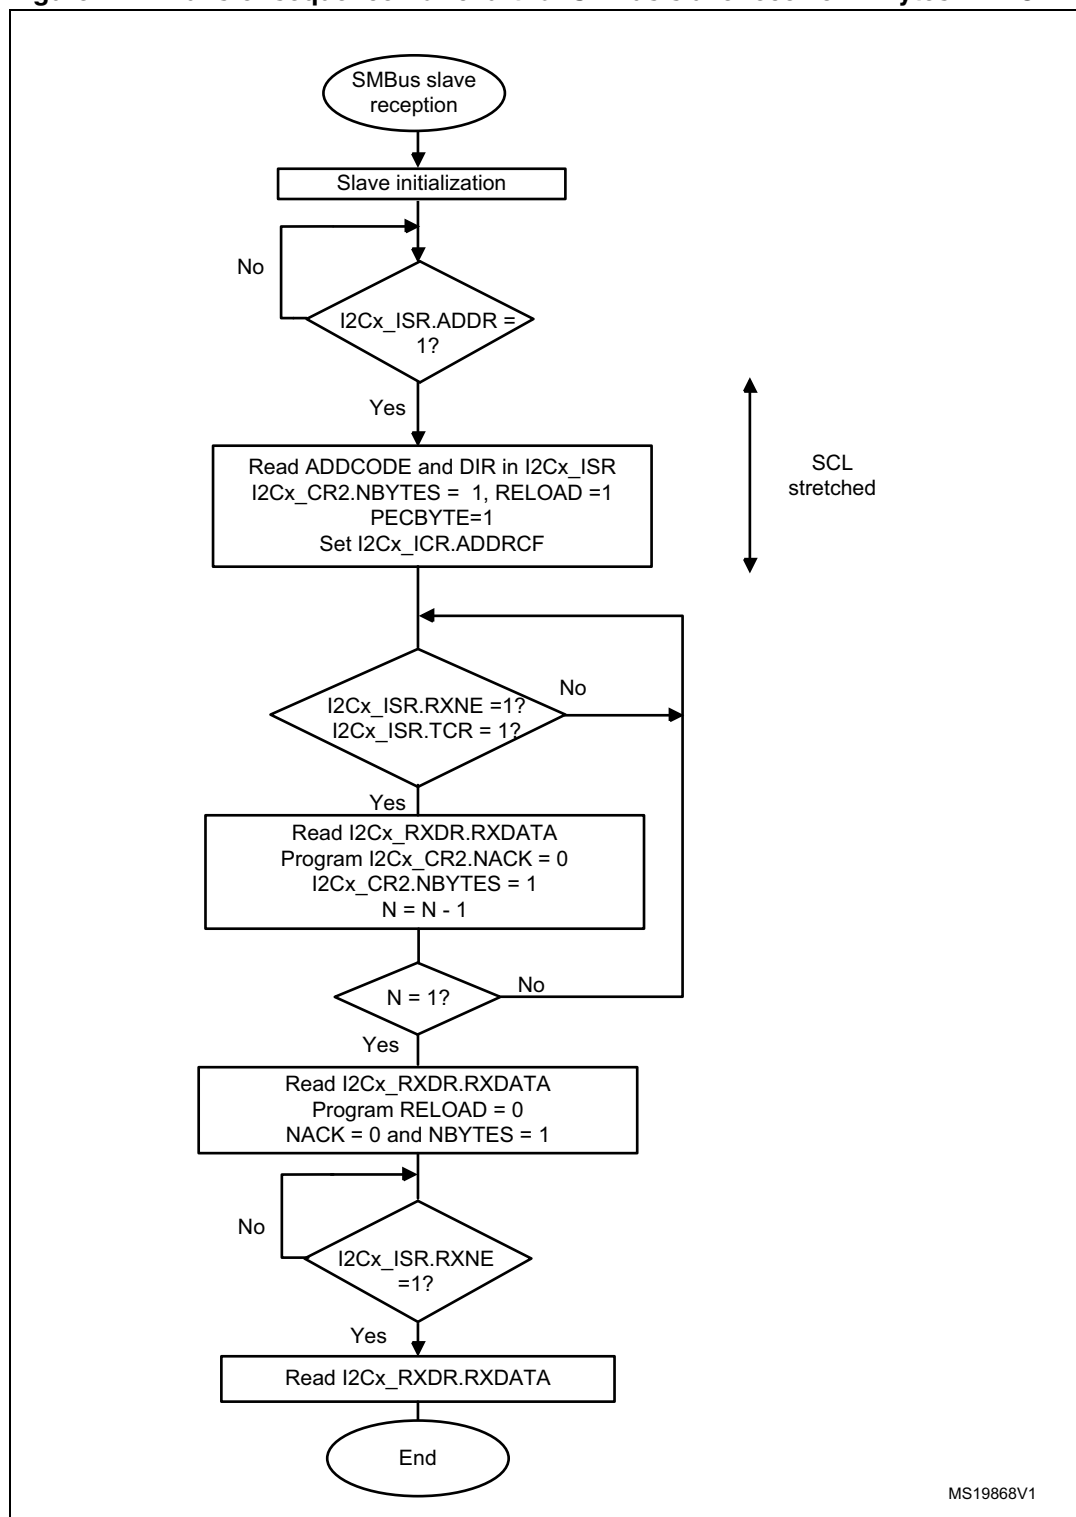 SMBus slave
reception
Slave initialization
No
I2Cx_ISR.ADDR =
1?
Yes
Read ADDCODE and DIR in I2Cx_ISR
I2Cx_CR2.NBYTES = 1, RELOAD =1
PECBYTE=1
Set I2Cx_ICR.ADDRCF
SCL
stretched
I2Cx_ISR.RXNE =1?
I2Cx_ISR.TCR = 1?
No
Yes
Read I2Cx_RXDR.RXDATA
Program I2Cx_CR2.NACK = 0
I2Cx_CR2.NBYTES = 1
N = N - 1
N = 1?
No
Yes
Read I2Cx_RXDR.RXDATA
Program RELOAD = 0
NACK = 0 and NBYTES = 1
No
I2Cx_ISR.RXNE
=1?
Yes
Read I2Cx_RXDR.RXDATA
End
MS19868V1